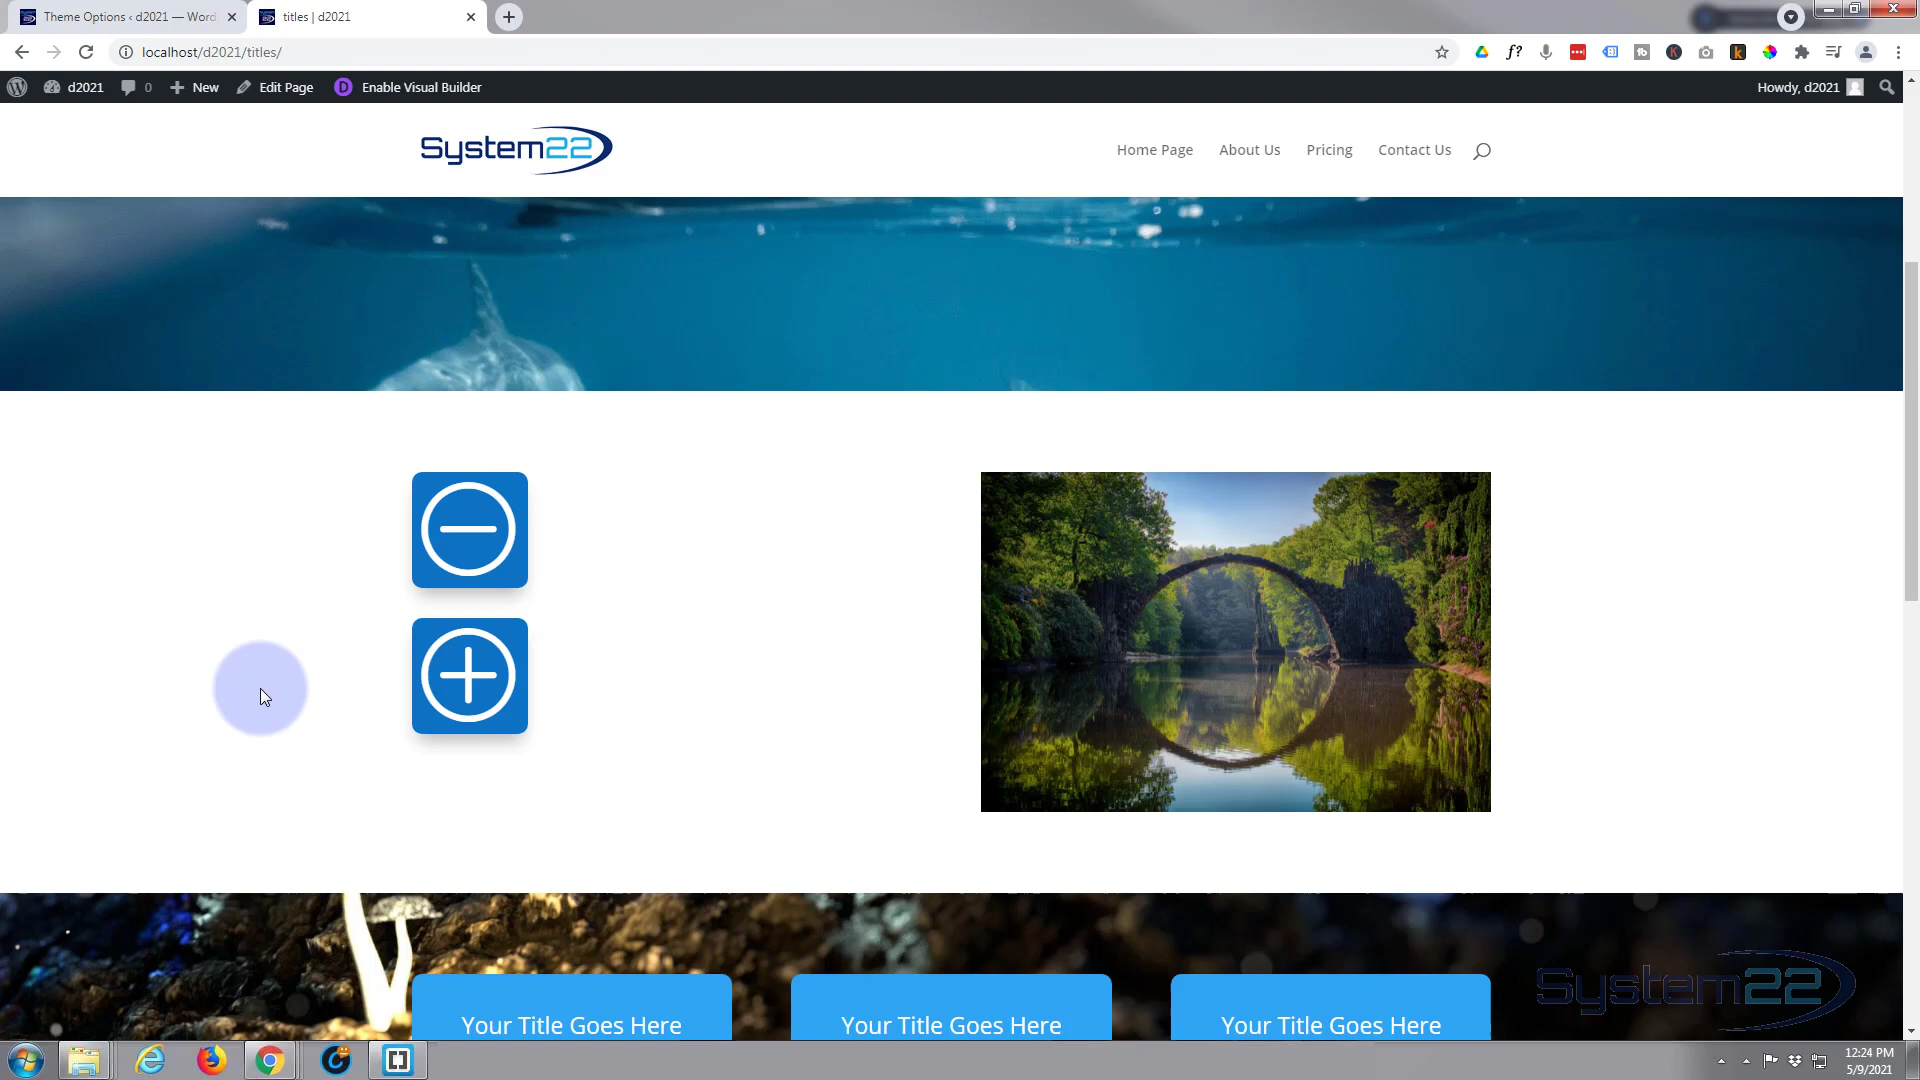 Theme Options ‹ d2021 — Word
titles | d2021
localhost/d2021/titles/
d2021
0
New
Edit Page
Enable Visual Builder
Howdy, d2021
System22
Home Page
About Us
Pricing
Contact Us
Your Title Goes Here
Your Title Goes Here
Your Title Goes Here
System22
12:24 PM
5/9/2021